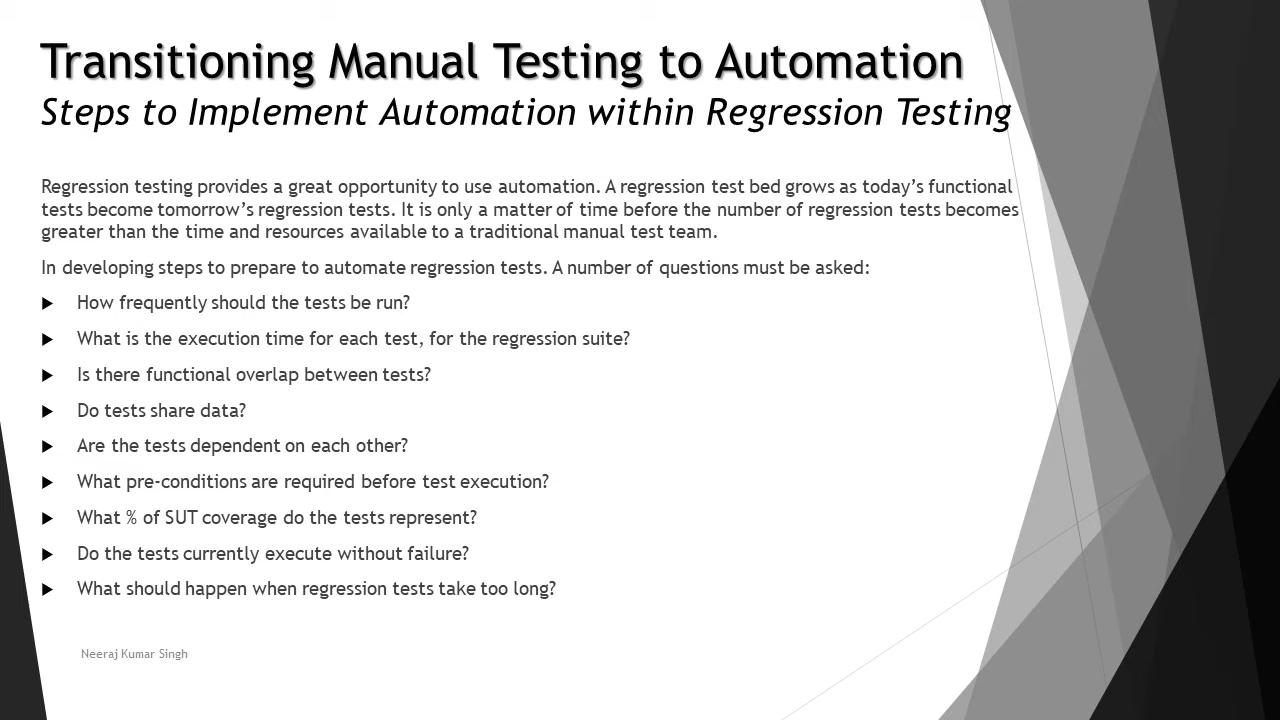 Transitioning Manual Testing to Automation
Steps to Implement Automation within Regression Testing
Regression testing provides a great opportunity to use automation. A regression test bed grows as today’s functional
tests become tomorrow’s regression tests. It is only a matter of time before the number of regression tests becomes
greater than the time and resources available to a traditional manual test team.
In developing steps to prepare to automate regression tests. A number of questions must be asked:
How frequently should the tests be run?
What is the execution time for each test, for the regression suite?
Is there functional overlap between tests?
Do tests share data?
Are the tests dependent on each other?
What pre-conditions are required before test execution?
What % of SUT coverage do the tests represent?
Do the tests currently execute without failure?
What should happen when regression tests take too long?
Neeraj Kumar Singh